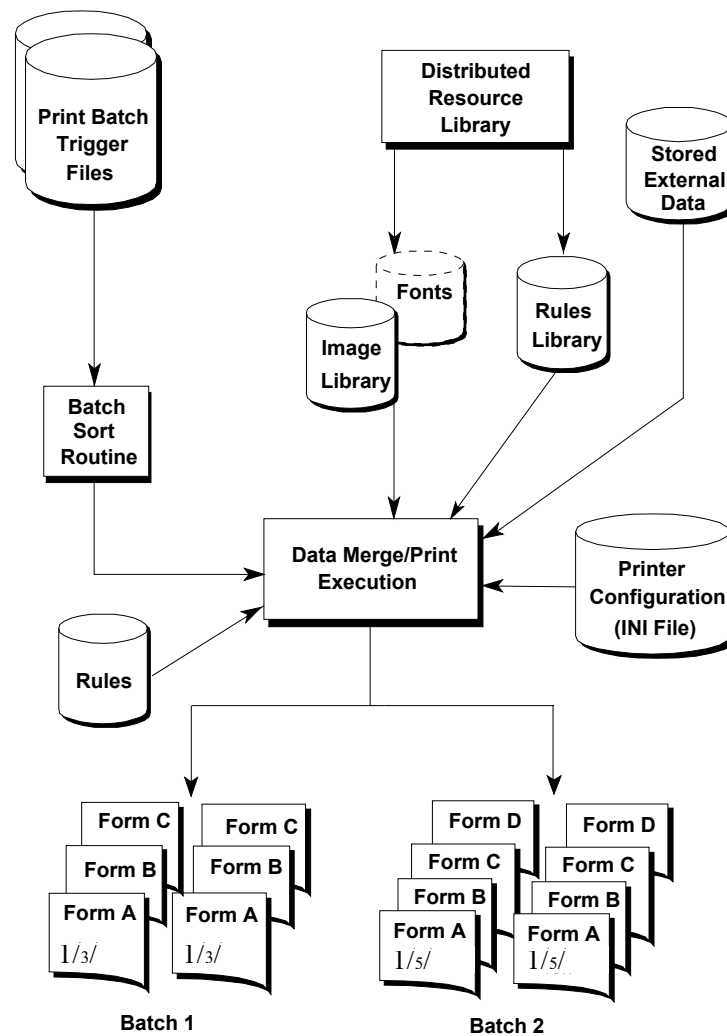 Print Batch
Trigger
Files
Distributed
Resource
Library
Stored
External
Data
Fonts
Image
Library
Rules
Library
Batch
Sort
Routine
Data Merge/Print
Execution
Printer
Configuration
(INI File)
Rules
Form C
Form B
Form A
1/3/
Form C
Form B
Form A
1/3/
Form D
Form C
Form B
Form A
1/5/
Form D
Form C
Form B
Form A
1/5/
Batch 1
Batch 2